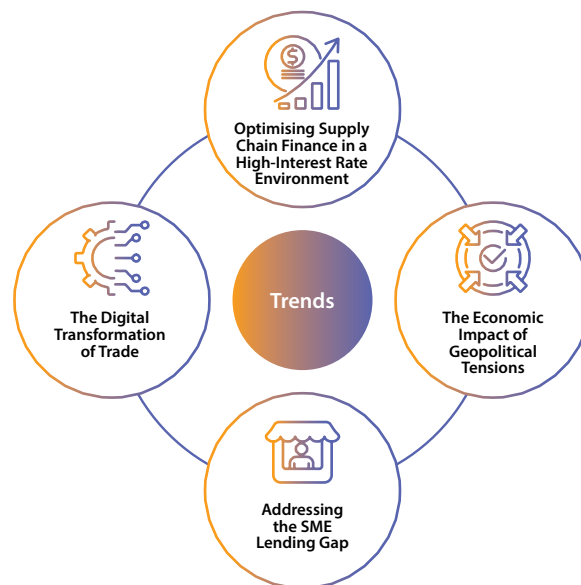 $
Optimising Supply
Chain Finance in a
High-Interest Rate
Environment
The Digital
Transformation
of Trade
Trends
The Economic
Impact of
Geopolitical
Tensions
Addressing
the SME
Lending Gap